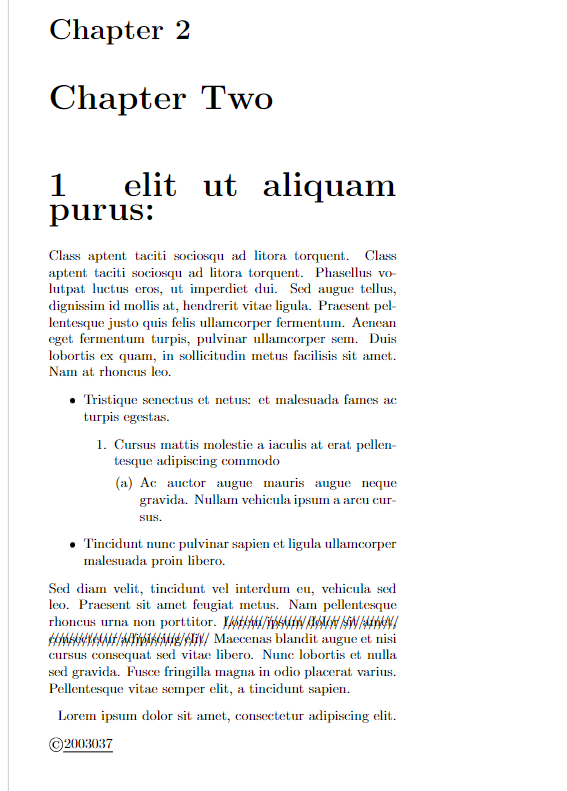 Chapter 2
Chapter Two
1 elit ut aliquam
purus:
Class aptent taciti sociosqu ad litora torquent. Class
aptent taciti sociosqu ad litora torquent. Phasellus vo-
lutpat luctus eros, ut imperdiet dui. Sed augue tellus,
dignissim id mollis at, hendrerit vitae ligula. Praesent pel-
lentesque justo quis felis ullamcorper fermentum. Aenean
eget fermentum turpis, pulvinar ullamcorper sem. Duis
lobortis ex quam, in sollicitudin metus facilisis sit amet.
Nam at rhoncus leo.
• Tristique senectus et netus: et malesuada fames ac
turpis egestas.
1. Cursus mattis molestie a iaculis at erat pellen-
tesque adipiscing commodo
(a) Ac auctor augue mauris augue neque
gravida. Nullam vehicula ipsum a arcu cur-
sus.
• Tincidunt nunc pulvinar sapien et ligula ullamcorper
malesuada proin libero.
Sed diam velit, tincidunt vel interdum eu, vehicula sed
leo. Praesent sit amet feugiat metus. Nam pellentesque
rhoncus urna non porttitor. Lorem ipsum dolor sit amet,
consectetur adipiscing elit. Maecenas blandit augue et nisi
cursus consequat sed vitae libero. Nunc lobortis et nulla
sed gravida. Fusce fringilla magna in odio placerat varius.
Pellentesque vitae semper elit, a tincidunt sapien.
Lorem ipsum dolor sit amet, consectetur adipiscing elit.
©2003037